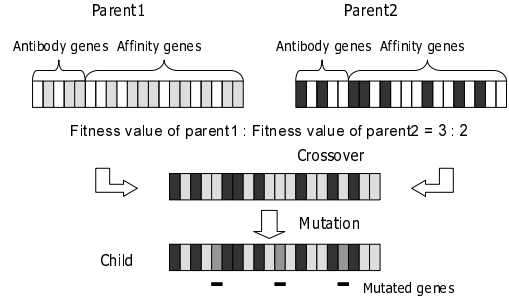 Parent1 Parent2
Antibody genes Affinity genes Antibody genes Affinity genes
Fitness value of parent1 : Fitness value of parent2 = 3 : 2
Crossover
Mutation
Child
Mutated genes